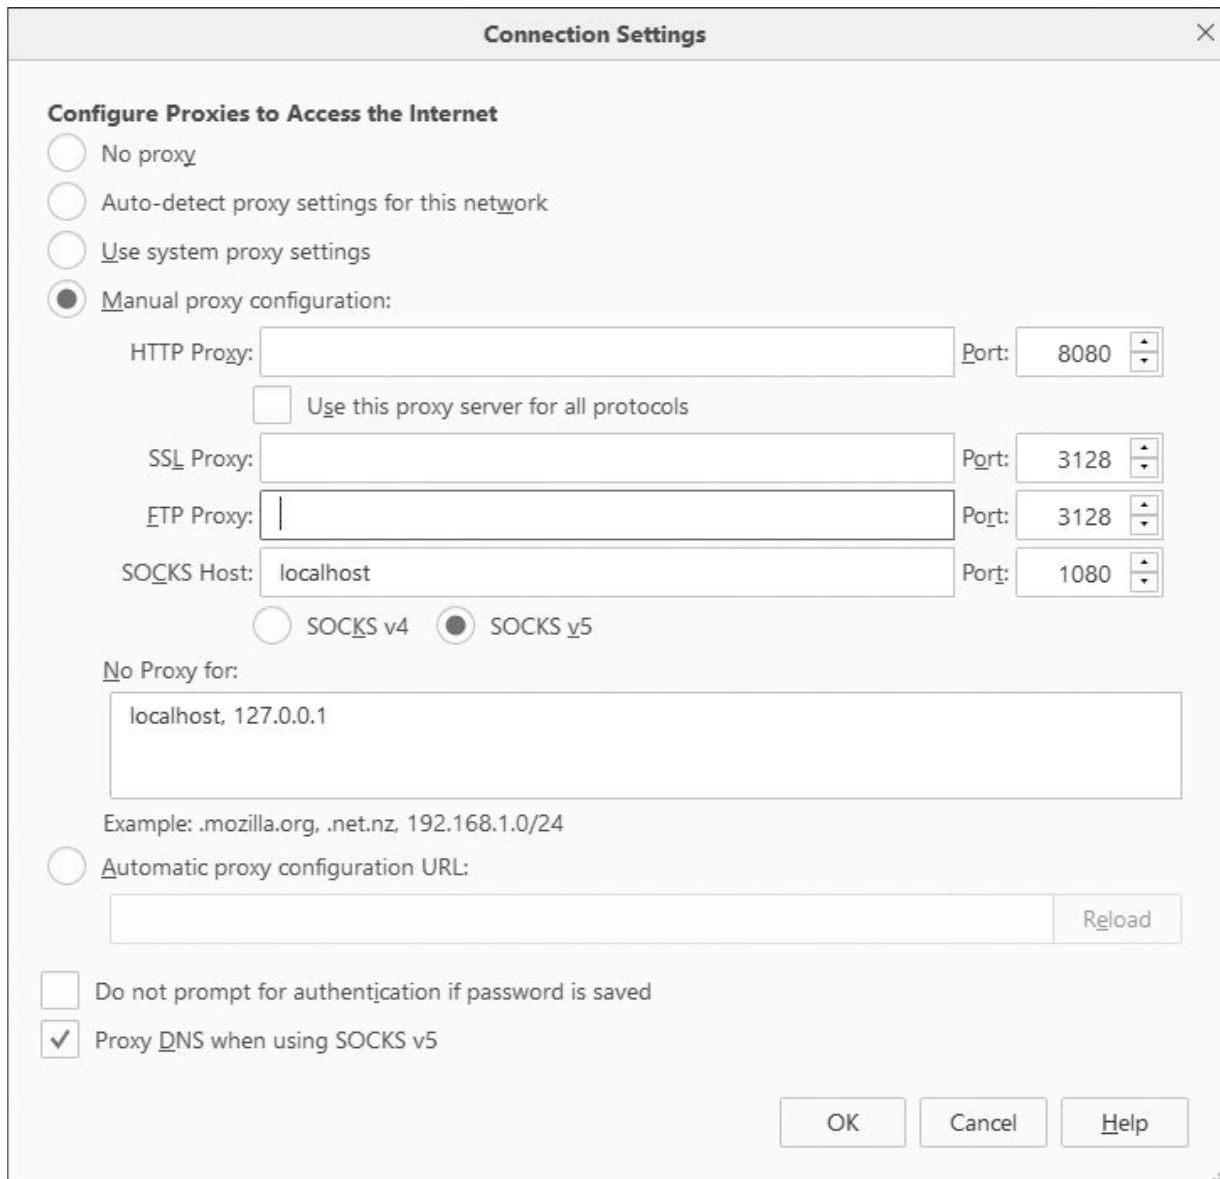 Connection Settings
Configure Proxies to Access the Internet
No proxy
Auto-detect proxy settings for this network
Use system proxy settings
Manual proxy configuration:
HTTP Proxy: Port: 8080
Use this proxy server for all protocols
SSL Proxy: Port: 3128
FTP Proxy: Port: 3128
SOCKS Host: localhost Port: 1080
SOCKS v4 SOCKS v5
No Proxy for:
localhost, 127.0.0.1
Example: .mozilla.org, .net.nz, 192.168.1.0/24
Automatic proxy configuration URL:
Reload
Do not prompt for authentication if password is saved
Proxy DNS when using SOCKS v5
OK Cancel Help